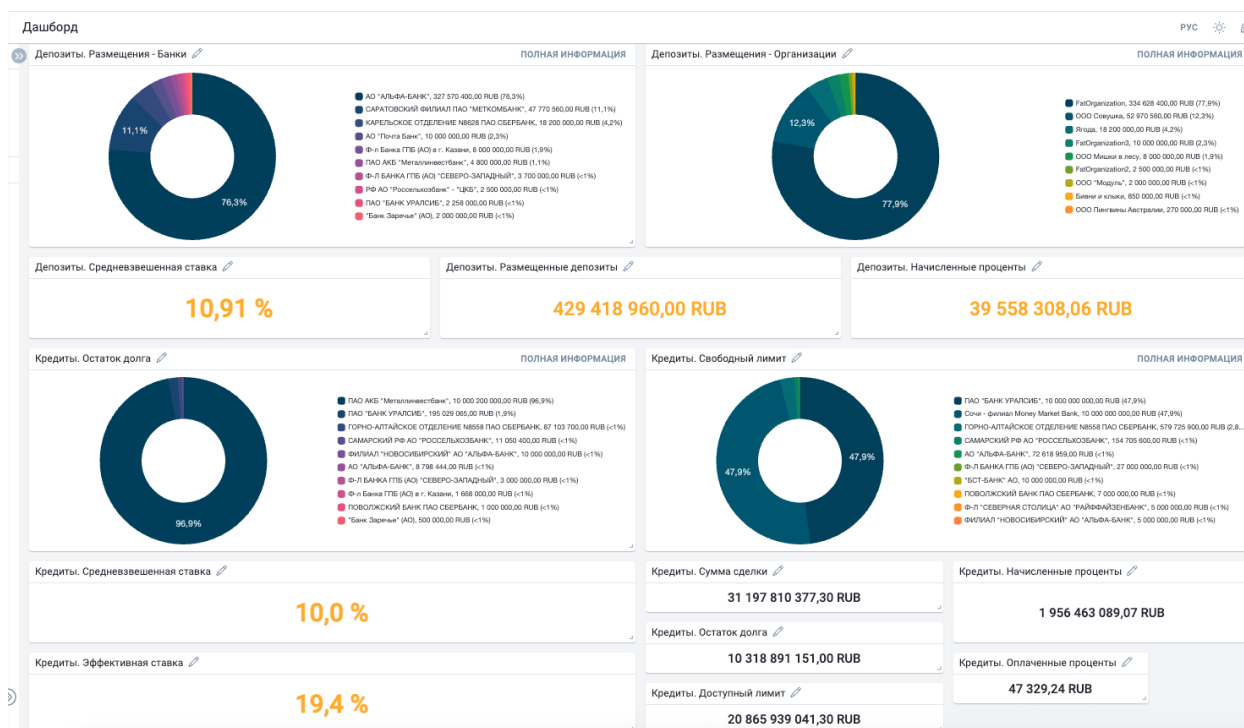 Дашборд
РУС
Депозиты. Размещения - Банки
ПОЛНАЯ ИНФОРМАЦИЯ
11,1%
76,3%
АО "АЛЬФА-БАНК", 327 570 400,00 RUB (76,3%)
САРАТОВСКИЙ ФИЛИАЛ ПАО "МЕТКОМБАНК", 47 770 560,00 RUB (11,1%)
КАРЕЛЬСКОЕ ОТДЕЛЕНИЕ N8628 ПАО СБЕРБАНК, 18 200 000,00 RUB (4,2%)
АО "Почта Банк", 10 000 000,00 RUB (2,3%)
Ф-л Банка ГПБ (АО) в г. Казани, 8 000 000,00 RUB (1,9%)
ПАО АКБ "Металлинвестбанк", 4 800 000,00 RUB (1,1%)
Ф-Л БАНКА ГПБ (АО) "СЕВЕРО-ЗАПАДНЫЙ", 3 700 000,00 RUB (<1%)
РФ АО "Россельхозбанк" - "ЦКБ", 2 500 000,00 RUB (<1%)
ПАО "БАНК УРАЛСИБ", 2 258 000,00 RUB (<1%)
"Банк Заречье" (АО), 2 000 000,00 RUB (<1%)
Депозиты. Размещения - Организации
ПОЛНАЯ ИНФОРМАЦИЯ
12,3%
77,9%
FatOrganization, 334 628 400,00 RUB (77,9%)
ООО Совушка, 52 970 560,00 RUB (12,3%)
Ягода, 18 200 000,00 RUB (4,2%)
FatOrganization3, 10 000 000,00 RUB (2,3%)
ООО Мишки в лесу, 8 000 000,00 RUB (1,9%)
FatOrganization2, 2 500 000,00 RUB (<1%)
ООО "Модуль", 2 000 000,00 RUB (<1%)
Бивни и клыки, 850 000,00 RUB (<1%)
ООО Пингвины Австралии, 270 000,00 RUB (<1%)
Депозиты. Средневзвешенная ставка
10,91 %
Депозиты. Размещенные депозиты
429 418 960,00 RUB
Депозиты. Начисленные проценты
39 558 308,06 RUB
Кредиты. Остаток долга
ПОЛНАЯ ИНФОРМАЦИЯ
96,9%
ПАО АКБ "Металлинвестбанк", 10 000 200 000,00 RUB (96,9%)
ПАО "БАНК УРАЛСИБ", 195 029 065,00 RUB (1,9%)
ГОРНО-АЛТАЙСКОЕ ОТДЕЛЕНИЕ N8558 ПАО СБЕРБАНК, 87 103 700,00 RUB (<1%)
САМАРСКИЙ РФ АО "РОССЕЛЬХОЗБАНК", 11 050 400,00 RUB (<1%)
ФИЛИАЛ "НОВОСИБИРСКИЙ" АО "АЛЬФА-БАНК", 10 000 000,00 RUB (<1%)
АО "АЛЬФА-БАНК", 8 798 444,00 RUB (<1%)
Ф-Л БАНКА ГПБ (АО) "СЕВЕРО-ЗАПАДНЫЙ", 3 000 000,00 RUB (<1%)
Ф-л Банка ГПБ (АО) в г. Казани, 1 668 000,00 RUB (<1%)
ПОВОЛЖСКИЙ БАНК ПАО СБЕРБАНК, 1 000 000,00 RUB (<1%)
"Банк Заречье" (АО), 500 000,00 RUB (<1%)
Кредиты. Свободный лимит
ПОЛНАЯ ИНФОРМАЦИЯ
47,9%
47,9%
ПАО "БАНК УРАЛСИБ", 10 000 000 000,00 RUB (47,9%)
Сочи - филиал Money Market Bank, 10 000 000 000,00 RUB (47,9%)
ГОРНО-АЛТАЙСКОЕ ОТДЕЛЕНИЕ N8558 ПАО СБЕРБАНК, 579 725 900,00 RUB (2,8...
САМАРСКИЙ РФ АО "РОССЕЛЬХОЗБАНК", 154 705 600,00 RUB (<1%)
АО "АЛЬФА-БАНК", 72 618 959,00 RUB (<1%)
Ф-Л БАНКА ГПБ (АО) "СЕВЕРО-ЗАПАДНЫЙ", 27 000 000,00 RUB (<1%)
"БСТ-БАНК" АО, 10 000 000,00 RUB (<1%)
ПОВОЛЖСКИЙ БАНК ПАО СБЕРБАНК, 7 000 000,00 RUB (<1%)
Ф-Л "СЕВЕРНАЯ СТОЛИЦА" АО "РАЙФФАЙЗЕНБАНК", 5 000 000,00 RUB (<1%)
ФИЛИАЛ "НОВОСИБИРСКИЙ" АО "АЛЬФА-БАНК", 5 000 000,00 RUB (<1%)
Кредиты. Средневзвешенная ставка
10,0 %
Кредиты. Сумма сделки
31 197 810 377,30 RUB
Кредиты. Начисленные проценты
1 956 463 089,07 RUB
Кредиты. Остаток долга
10 318 891 151,00 RUB
Кредиты. Эффективная ставка
19,4 %
Кредиты. Оплаченные проценты
47 329,24 RUB
Кредиты. Доступный лимит
20 865 939 041,30 RUB